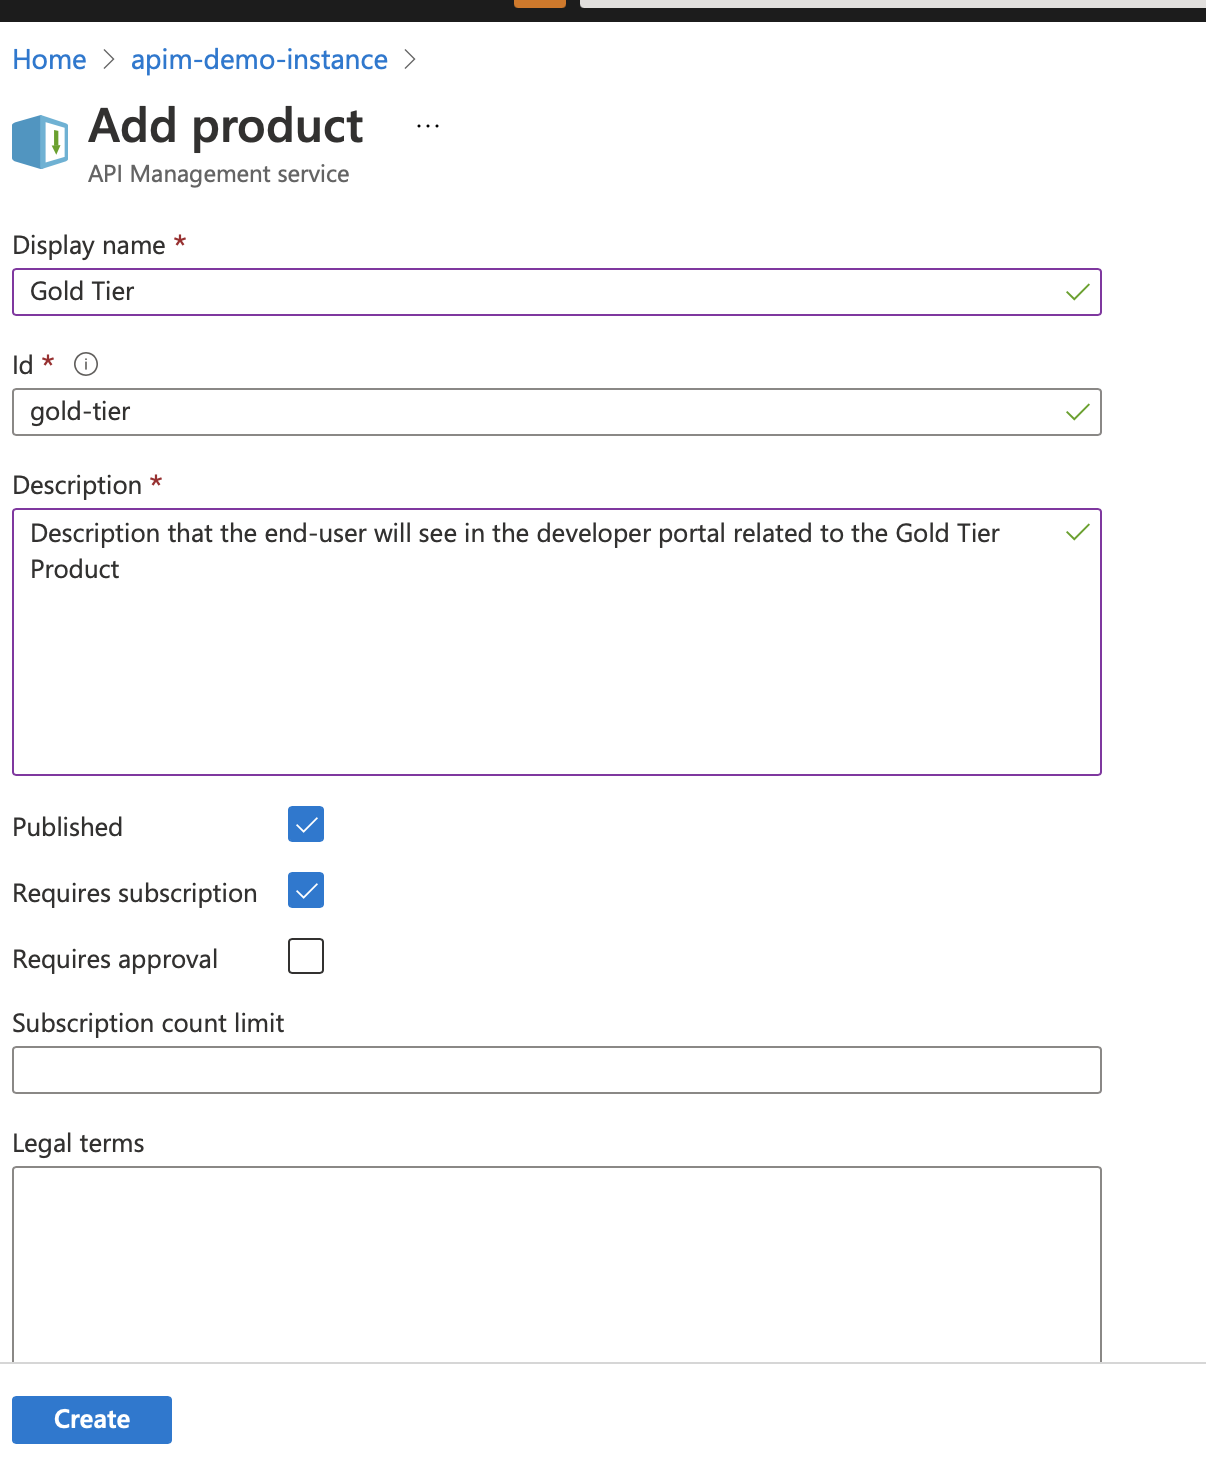 Home > apim-demo-instance >
Add product ...
API Management service
Display name *
Gold Tier
Id *
gold-tier
Description *
Description that the end-user will see in the developer portal related to the Gold Tier
Product
Published
Requires subscription
Requires approval
Subscription count limit
Legal terms
Create